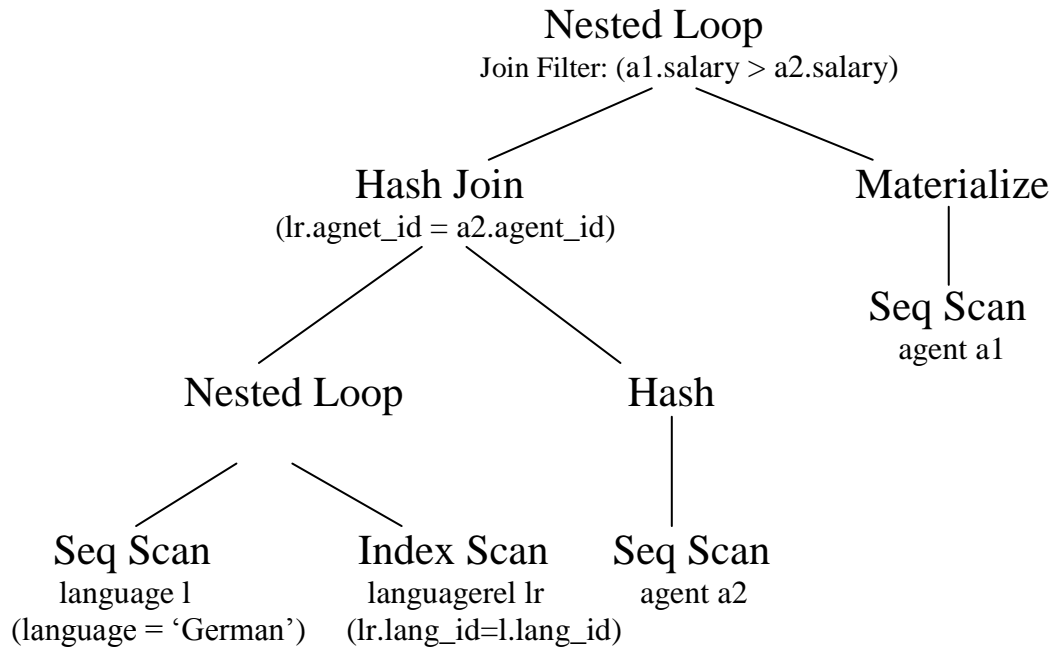 Nested Loop
Join Filter: (a1.salary > a2.salary)
Hash Join
(lr.agnet_id = a2.agent_id)
Materialize
Seq Scan
agent a1
Nested Loop
Hash
Seq Scan
language l
(language = ‘German’)
Index Scan
languagerel lr
(lr.lang_id=l.lang_id)
Seq Scan
agent a2